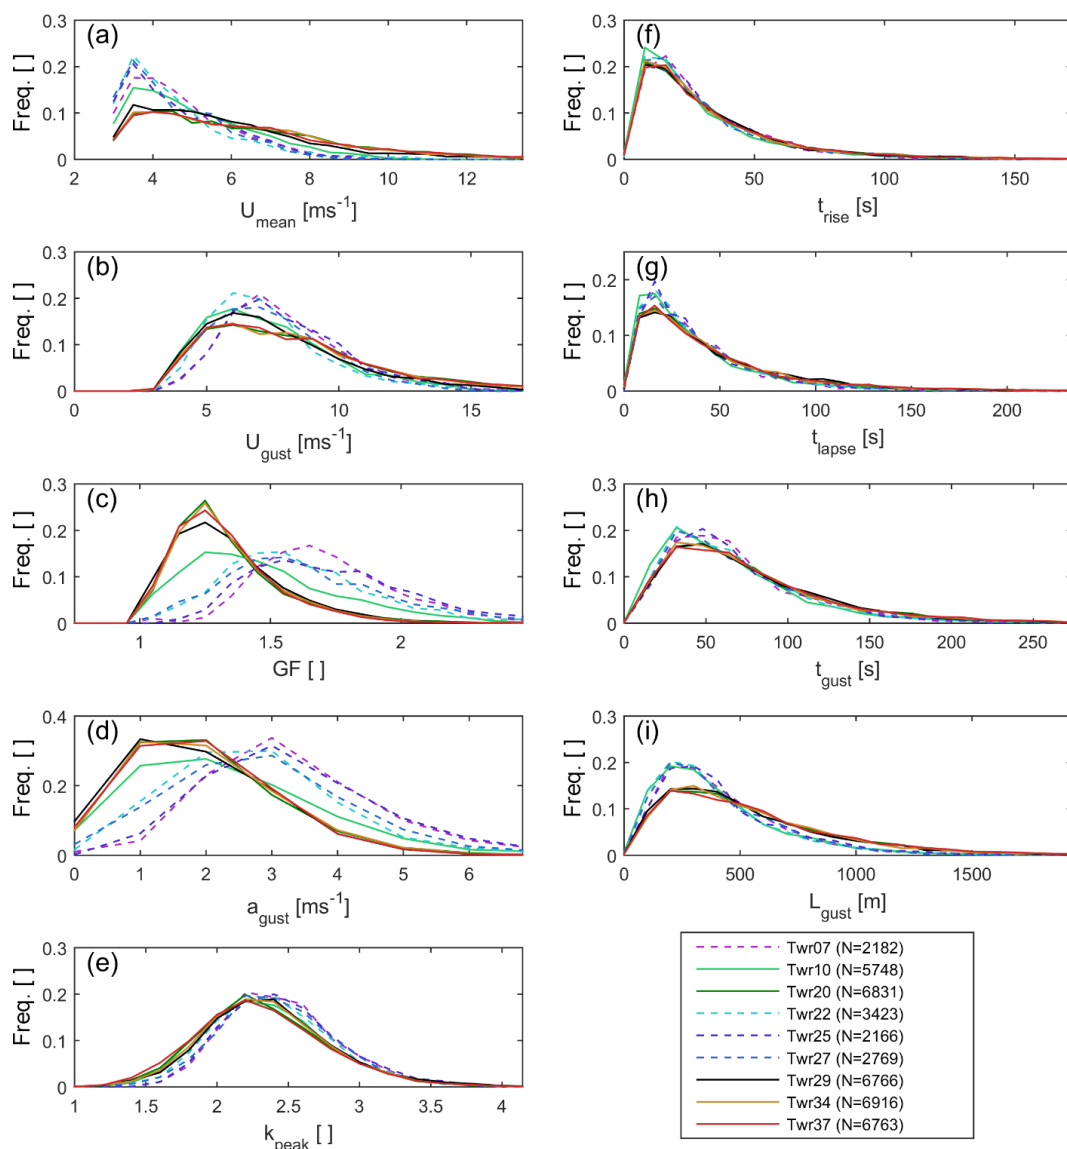 (a)
0.3
0.2
0.1
0
Freq. [ ]
2
4
6
8
10
12
U_mean [ms^-1]
(b)
0.3
0.2
0.1
0
Freq. [ ]
0
5
10
15
U_gust [ms^-1]
(c)
0.3
0.2
0.1
0
Freq. [ ]
1
1.5
2
GF [ ]
(d)
0.4
0.3
0.2
0.1
0
Freq. [ ]
0
1
2
3
4
5
6
a_gust [ms^-1]
(e)
0.3
0.2
0.1
0
Freq. [ ]
1
1.5
2
2.5
3
3.5
4
k_peak [ ]
(f)
0.3
0.2
0.1
0
Freq. [ ]
0
50
100
150
t_rise [s]
(g)
0.2
0.1
0
Freq. [ ]
0
50
100
150
200
t_lapse [s]
(h)
0.3
0.2
0.1
0
Freq. [ ]
0
50
100
150
200
250
t_gust [s]
(i)
0.3
0.2
0.1
0
Freq. [ ]
500
1000
1500
L_gust [m]
Twr07 (N=2182)
Twr10 (N=5748)
Twr20 (N=6831)
Twr22 (N=3423)
Twr25 (N=2166)
Twr27 (N=2769)
Twr29 (N=6766)
Twr34 (N=6916)
Twr37 (N=6763)